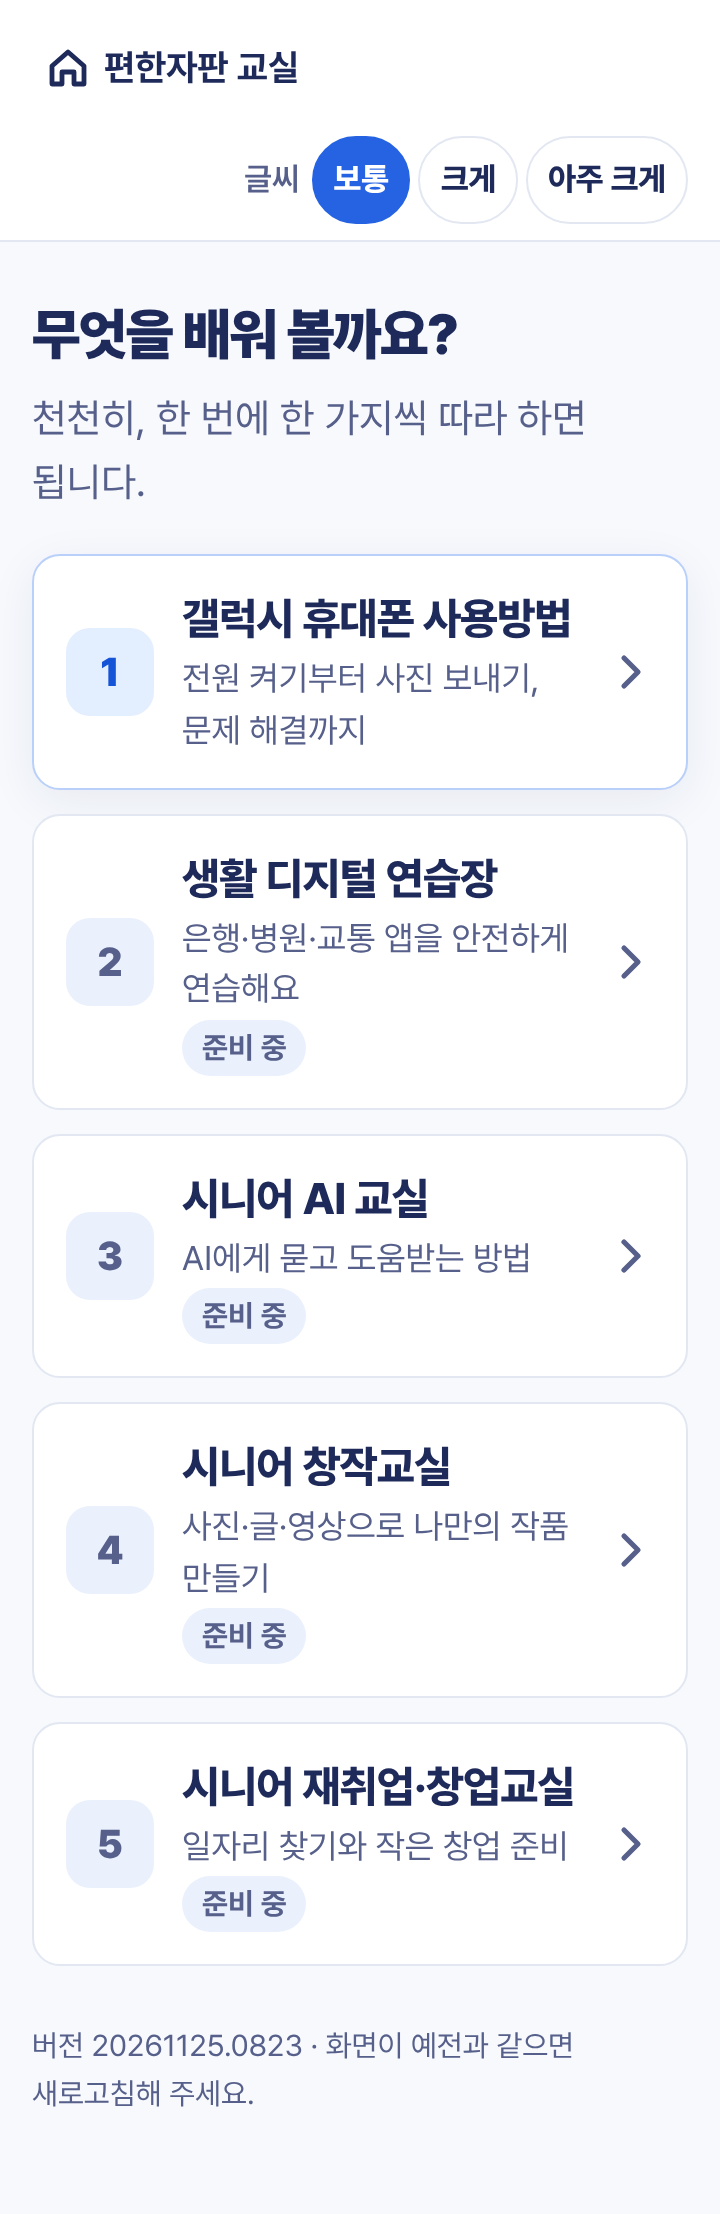 편한자판 교실
글씨 보통 크게 아주 크게
무엇을 배워 볼까요?
천천히, 한 번에 한 가지씩 따라 하면
됩니다.
1
갤럭시 휴대폰 사용방법
전원 켜기부터 사진 보내기,
문제 해결까지
2
생활 디지털 연습장
은행·병원·교통 앱을 안전하게
연습해요
준비 중
3
시니어 AI 교실
AI에게 묻고 도움받는 방법
준비 중
4
시니어 창작교실
사진·글·영상으로 나만의 작품
만들기
준비 중
5
시니어 재취업·창업교실
일자리 찾기와 작은 창업 준비
준비 중
버전 20261125.0823 · 화면이 예전과 같으면
새로고침해 주세요.